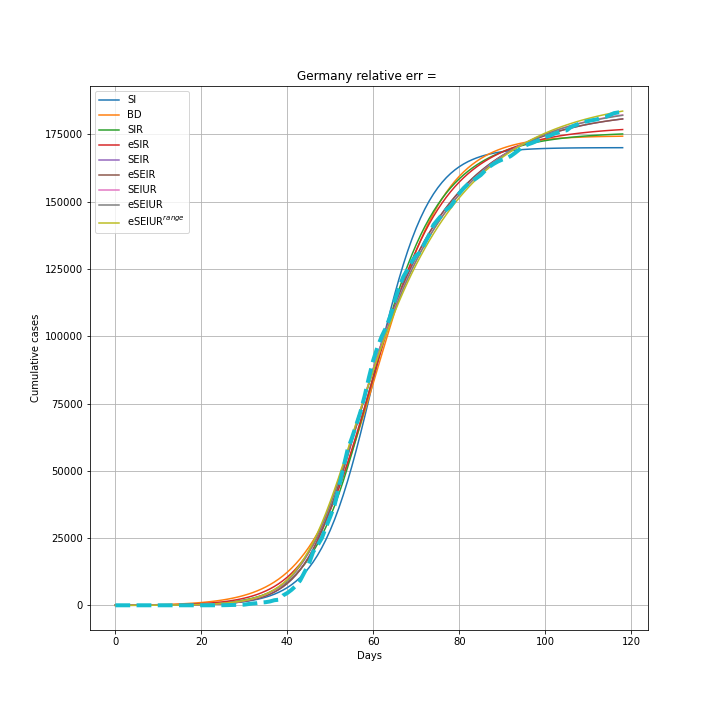 Germany relative err =
SI
BD
SIR
eSIR
SEIR
eSEIR
SEIUR
eSEIUR
eSEIUR^range
175000
150000
125000
100000
75000
50000
25000
0
Cumulative cases
0 20 40 60 80 100 120
Days